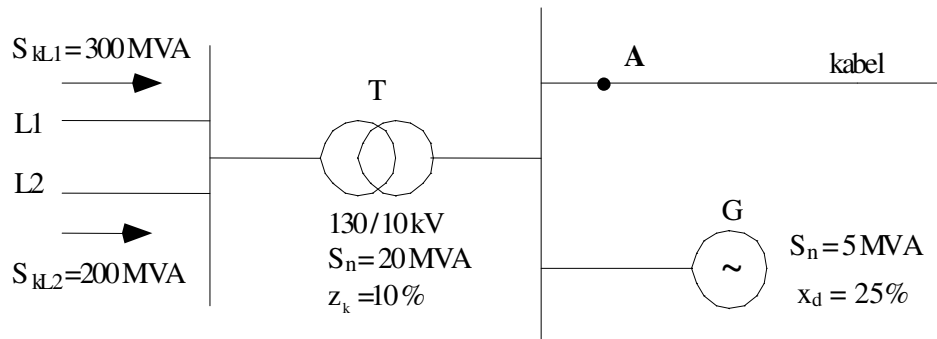 S_kL1=300 MVA
L1
L2
S_kL2=200 MVA
T
130/10 kV
S_n=20 MVA
z_k =10%
A
kabel
G
~
S_n=5 MVA
x_d = 25%